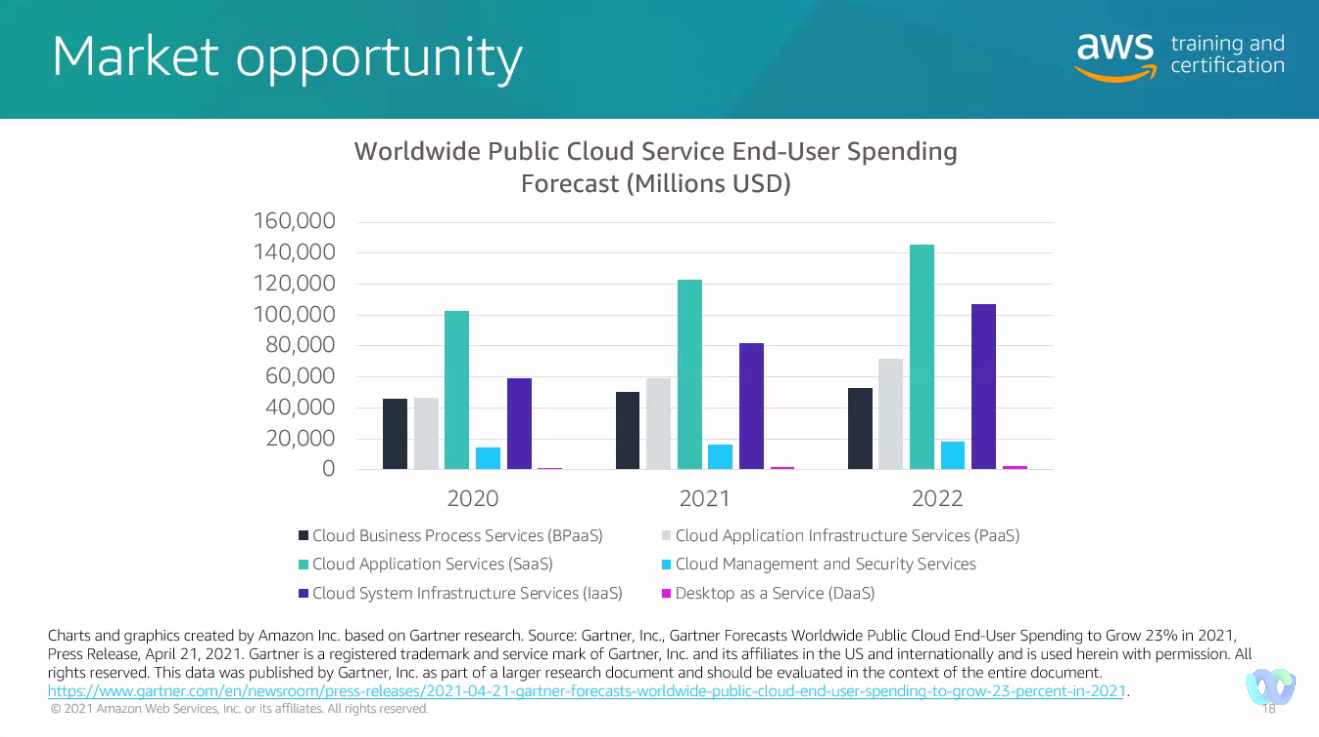 Market opportunity
aws training and
certification
Worldwide Public Cloud Service End-User Spending
Forecast (Millions USD)
160,000
140,000
120,000
100,000
80,000
60,000
40,000
20,000
0
2020 2021 2022
Cloud Business Process Services (BPaaS) Cloud Application Infrastructure Services (PaaS)
Cloud Application Services (SaaS) Cloud Management and Security Services
Cloud System Infrastructure Services (IaaS) Desktop as a Service (DaaS)
Charts and graphics created by Amazon Inc. based on Gartner research. Source: Gartner, Inc., Gartner Forecasts Worldwide Public Cloud End-User Spending to Grow 23% in 2021,
Press Release, April 21, 2021. Gartner is a registered trademark and service mark of Gartner, Inc. and its affiliates in the US and internationally and is used herein with permission. All
rights reserved. This data was published by Gartner, Inc. as part of a larger research document and should be evaluated in the context of the entire document.
https://www.gartner.com/en/newsroom/press-releases/2021-04-21-gartner-forecasts-worldwide-public-cloud-end-user-spending-to-grow-23-percent-in-2021.
© 2021 Amazon Web Services, Inc. or its affiliates. All rights reserved.
18